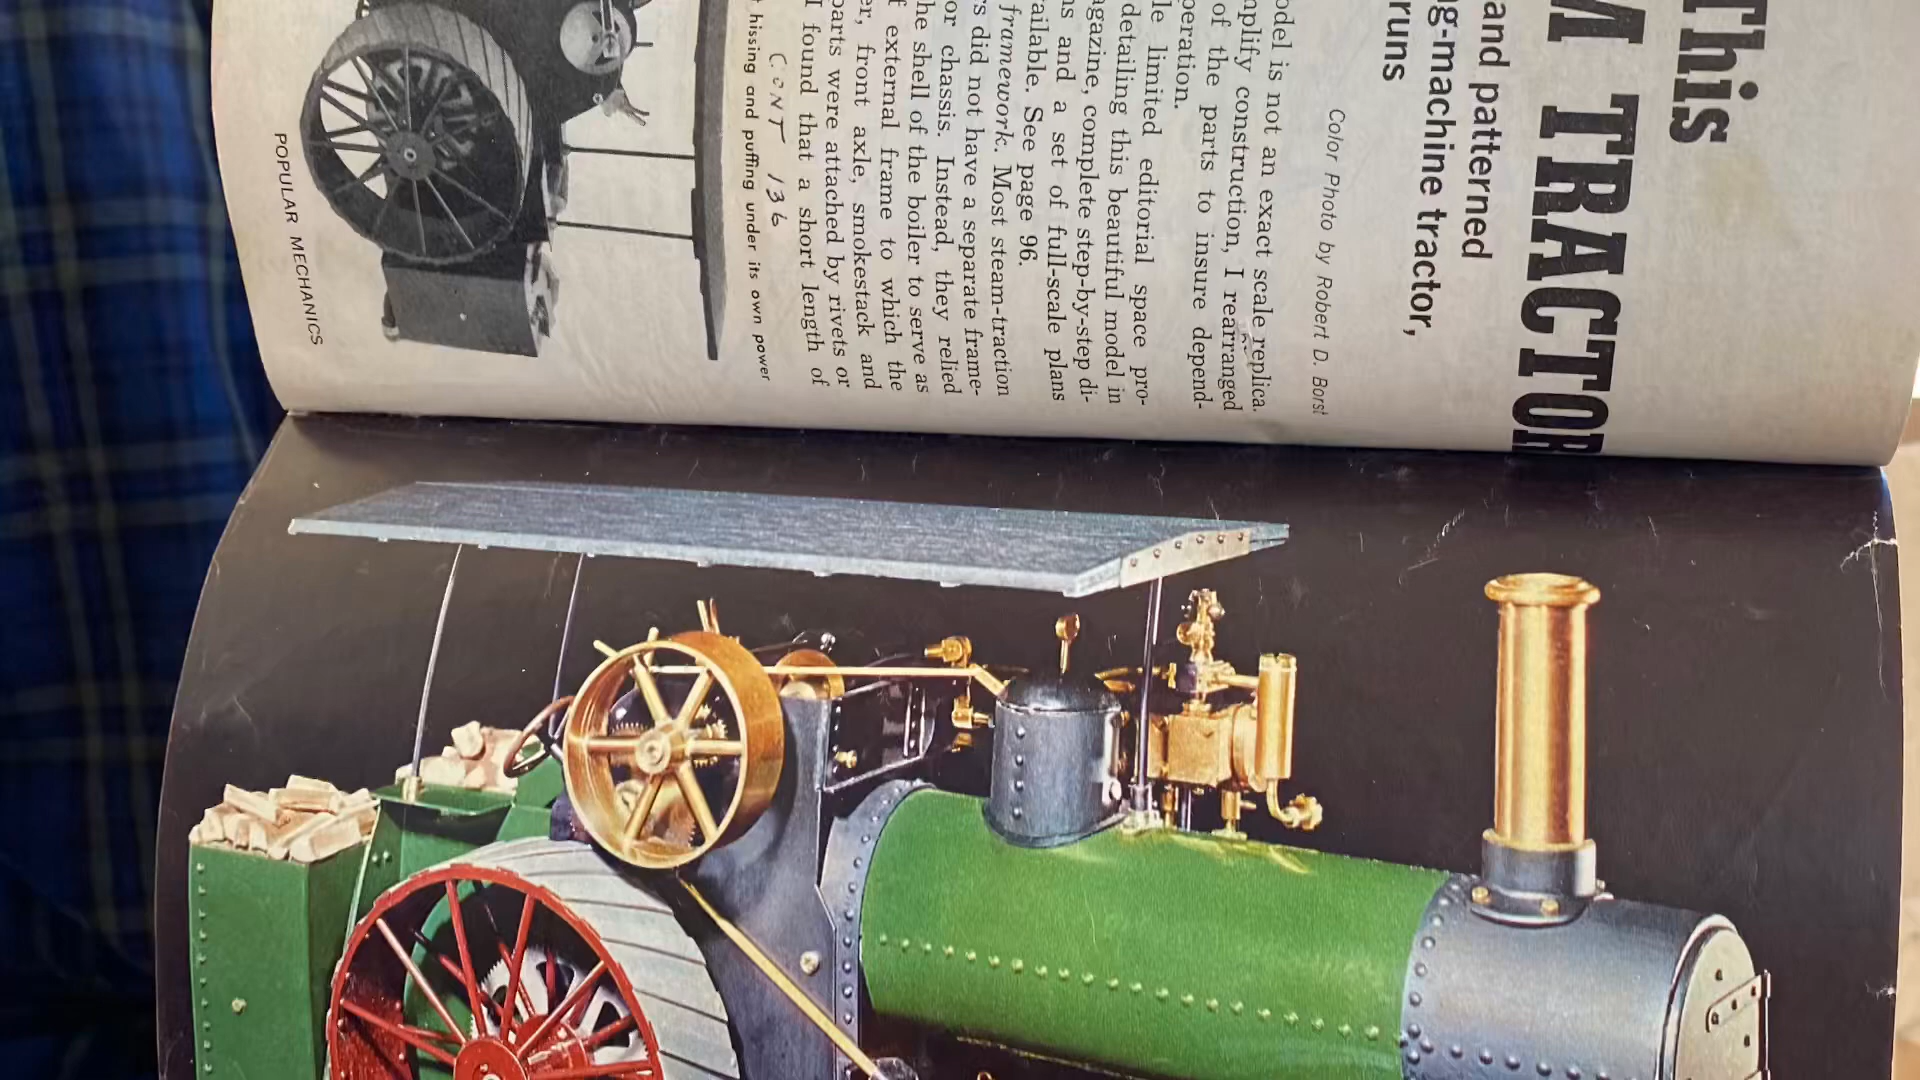 This
M TRACTOR
and patterned
g-machine tractor,
runs
Color Photo by Robert D. Borst
odel is not an exact scale replica.
mplify construction, I rearranged
of the parts to insure depend-
peration.
le limited editorial space pro-
detailing this beautiful model in
agazine, complete step-by-step di-
ns and a set of full-scale plans
ailable. See page 96.
framework. Most steam-traction
rs did not have a separate frame-
or chassis. Instead, they relied
he shell of the boiler to serve as
f external frame to which the
er, front axle, smokestack and
parts were attached by rivets or
I found that a short length of
CONT 136
hissing and puffing under its own power
POPULAR MECHANICS